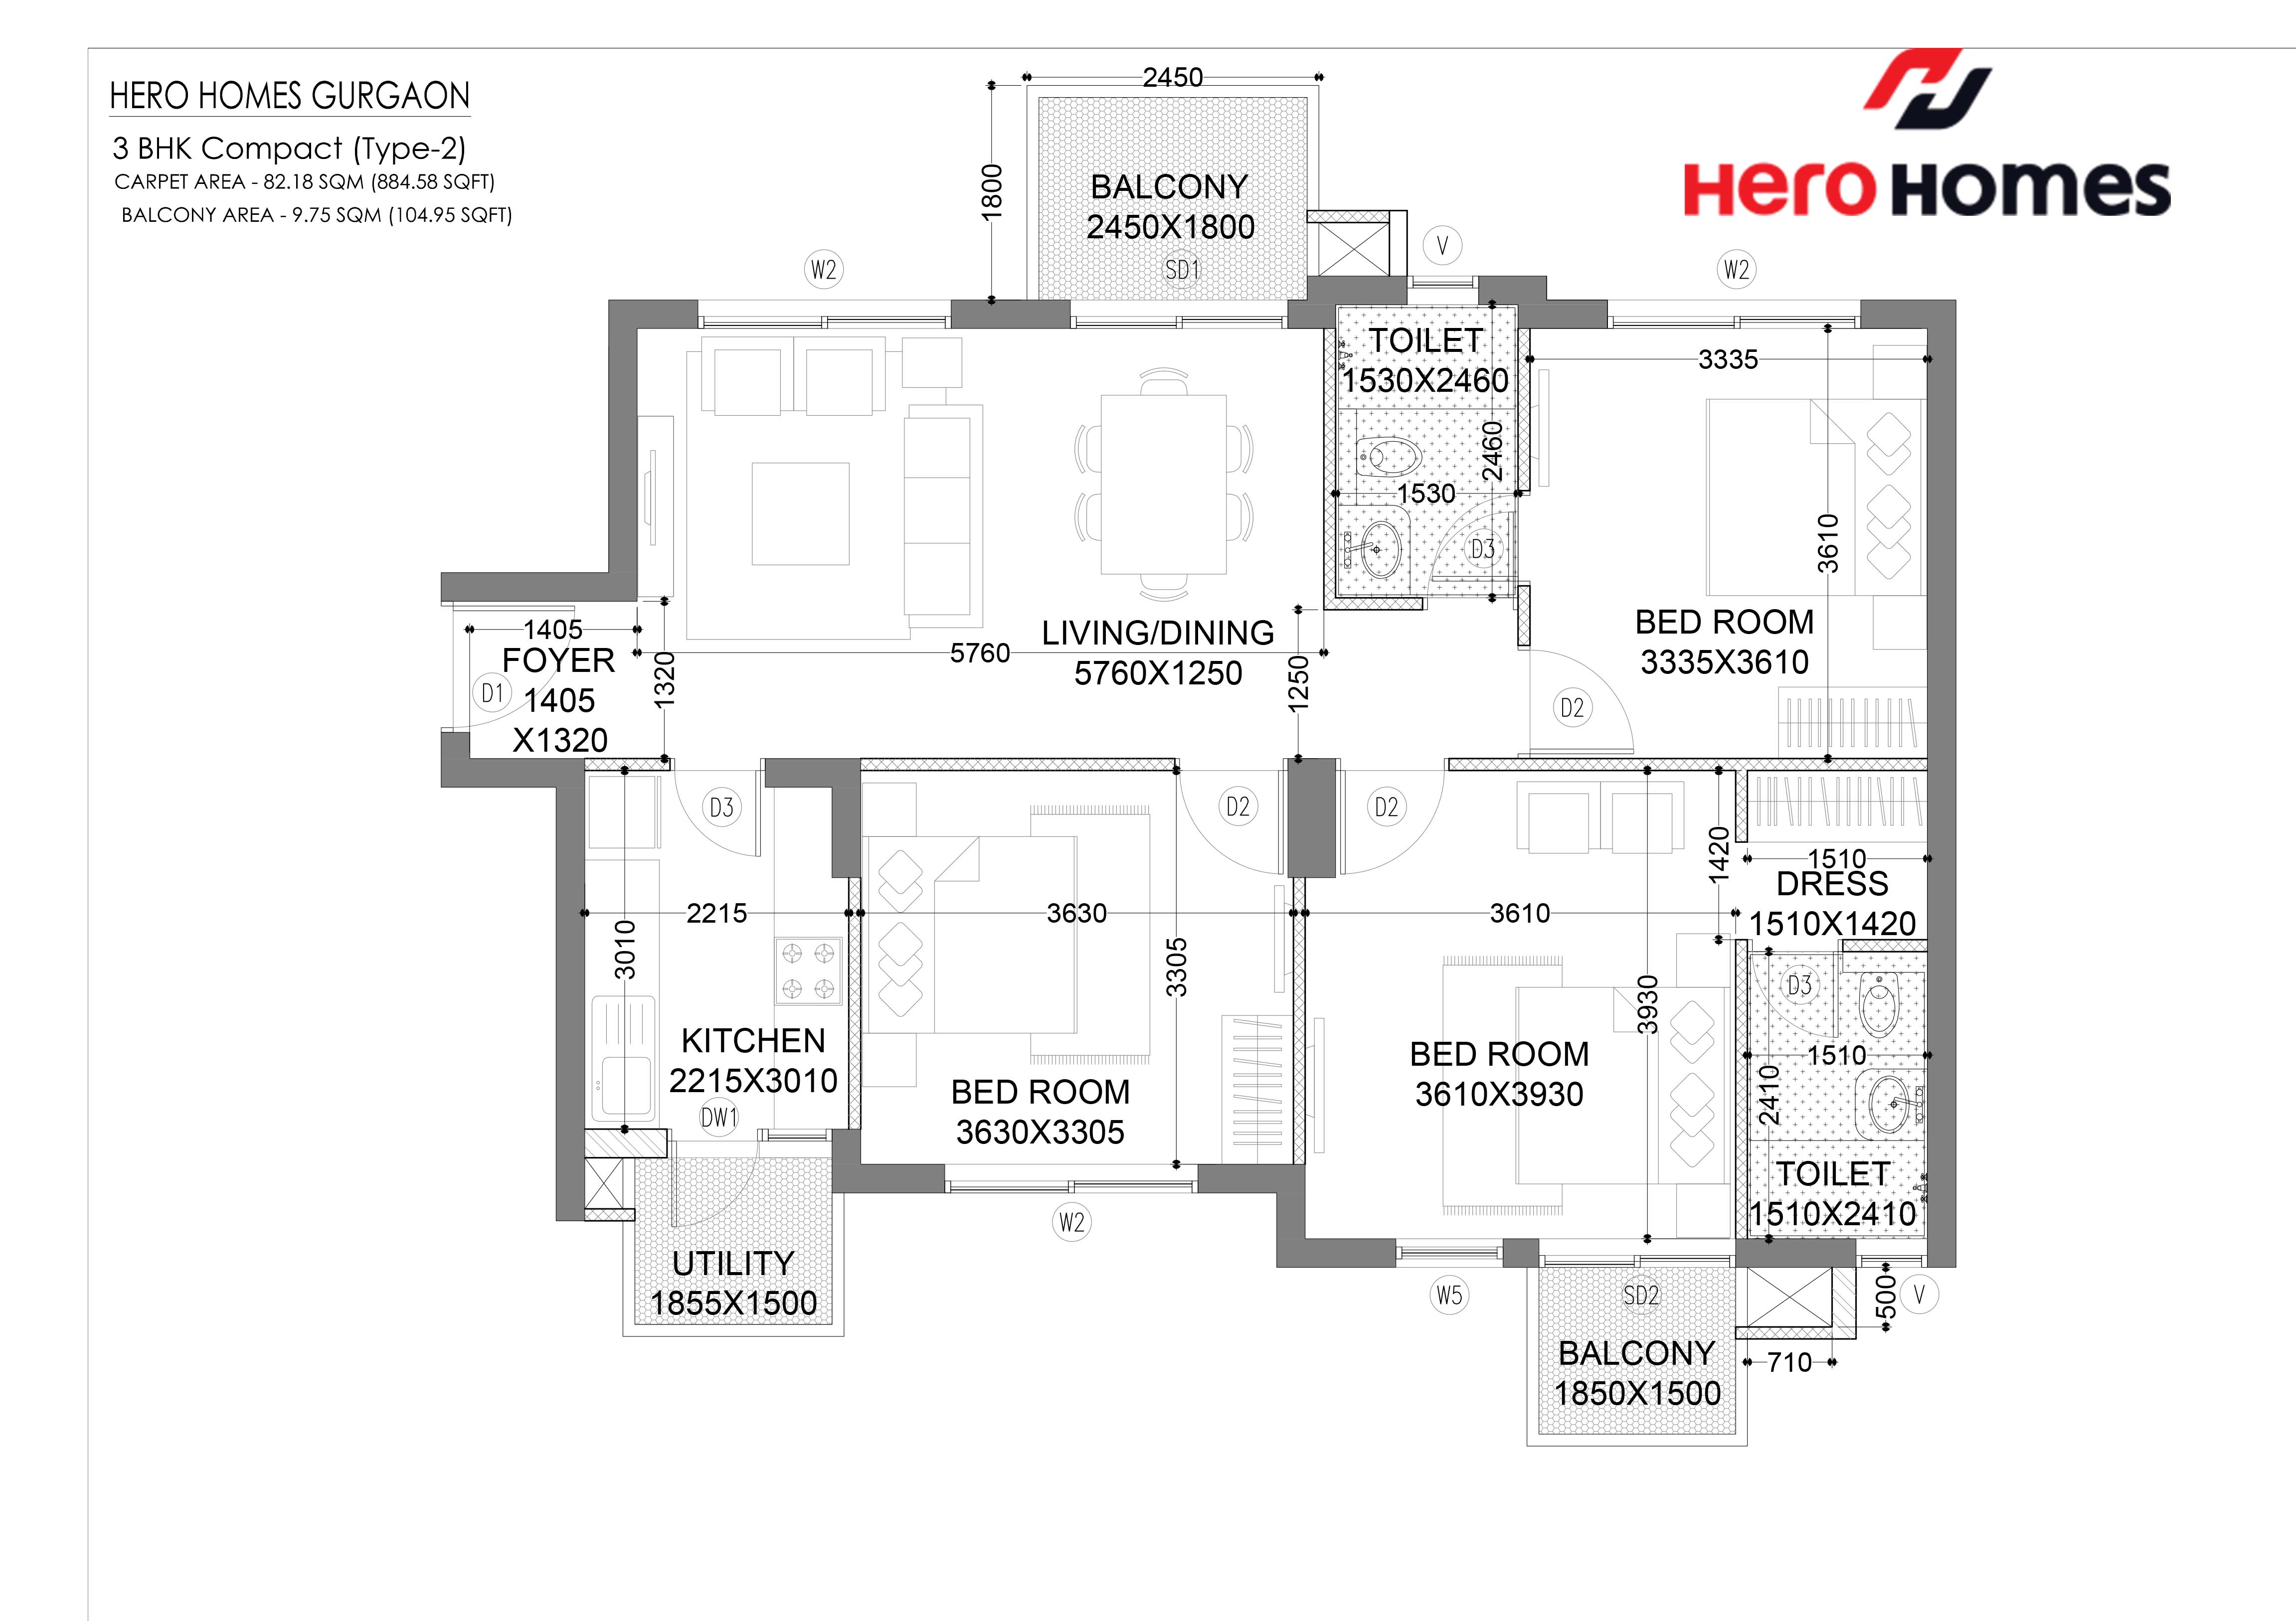 HERO HOMES GURGAON
3 BHK Compact (Type-2)
CARPET AREA - 82.18 SQM (884.58 SQFT)
BALCONY AREA - 9.75 SQM (104.95 SQFT)
Hero Homes
2450
1800
BALCONY
2450X1800
SD1
W2
V
W2
TOILET
1530X2460
2460
1530
D3
3335
3610
BED ROOM
3335X3610
D2
1405
FOYER
1405
X1320
D1
1320
5760
LIVING/DINING
5760X1250
1250
D3
2215
3010
KITCHEN
2215X3010
DW1
D2
3630
3305
BED ROOM
3630X3305
W2
D2
3610
3930
BED ROOM
3610X3930
1420
1510
DRESS
1510X1420
D3
1510
2410
TOILET
1510X2410
UTILITY
1855X1500
W5
SD2
BALCONY
1850X1500
500
V
710